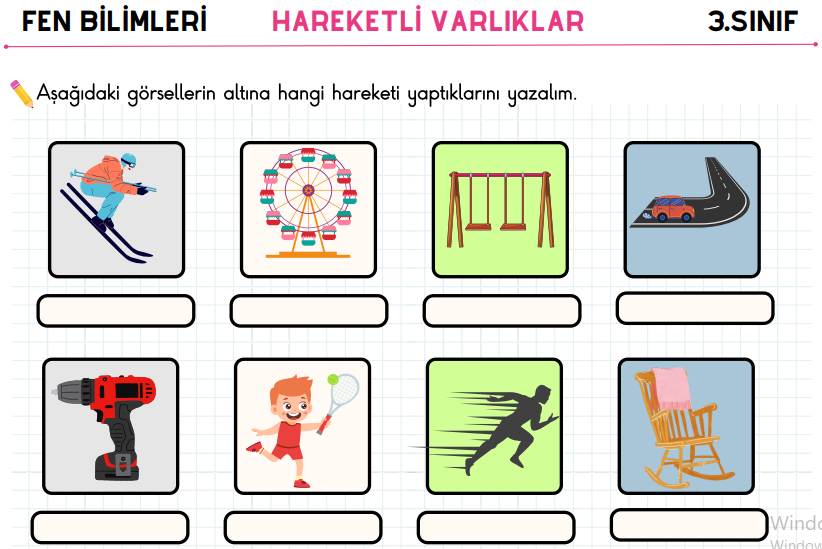 FEN BİLİMLERİ HAREKETLİ VARLIKLAR 3.SINIF
Aşağıdaki görsellerin altına hangi hareketi yaptıklarını yazalım.